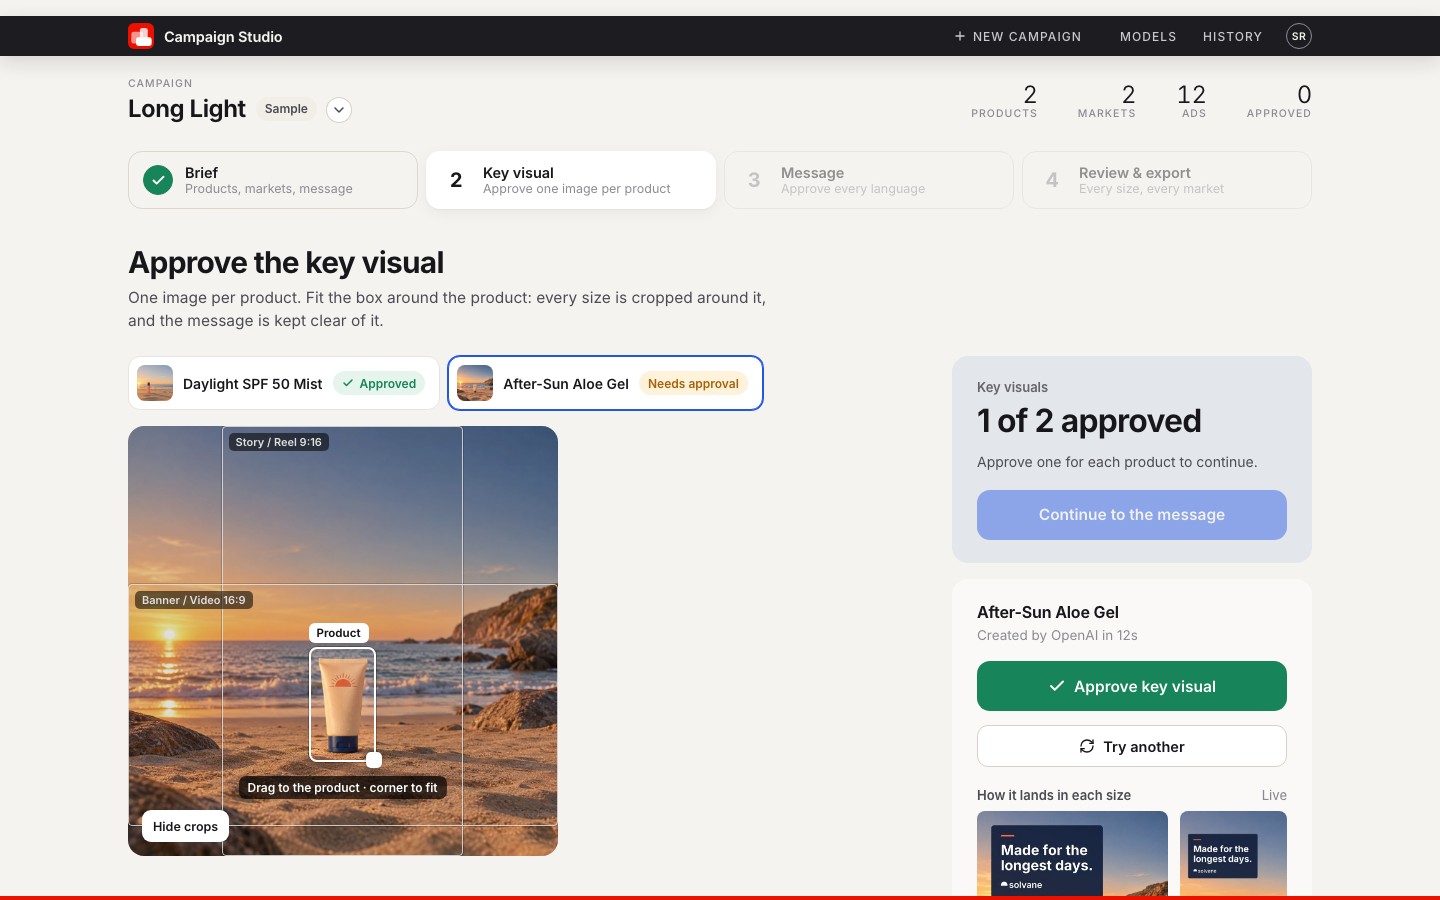 Campaign Studio
+ NEW CAMPAIGN
MODELS
HISTORY
SR
CAMPAIGN
Long Light
Sample
2
PRODUCTS
2
MARKETS
12
ADS
0
APPROVED
Brief
Products, markets, message
2
Key visual
Approve one image per product
3
Message
Approve every language
4
Review & export
Every size, every market
Approve the key visual
One image per product. Fit the box around the product: every size is cropped around it,
and the message is kept clear of it.
Daylight SPF 50 Mist
Approved
After-Sun Aloe Gel
Needs approval
Story / Reel 9:16
Banner / Video 16:9
Product
Drag to the product · corner to fit
Hide crops
Key visuals
1 of 2 approved
Approve one for each product to continue.
Continue to the message
After-Sun Aloe Gel
Created by OpenAI in 12s
Approve key visual
Try another
How it lands in each size
Live
Made for the
longest days.
solvane
Made for the
longest days.
solvane